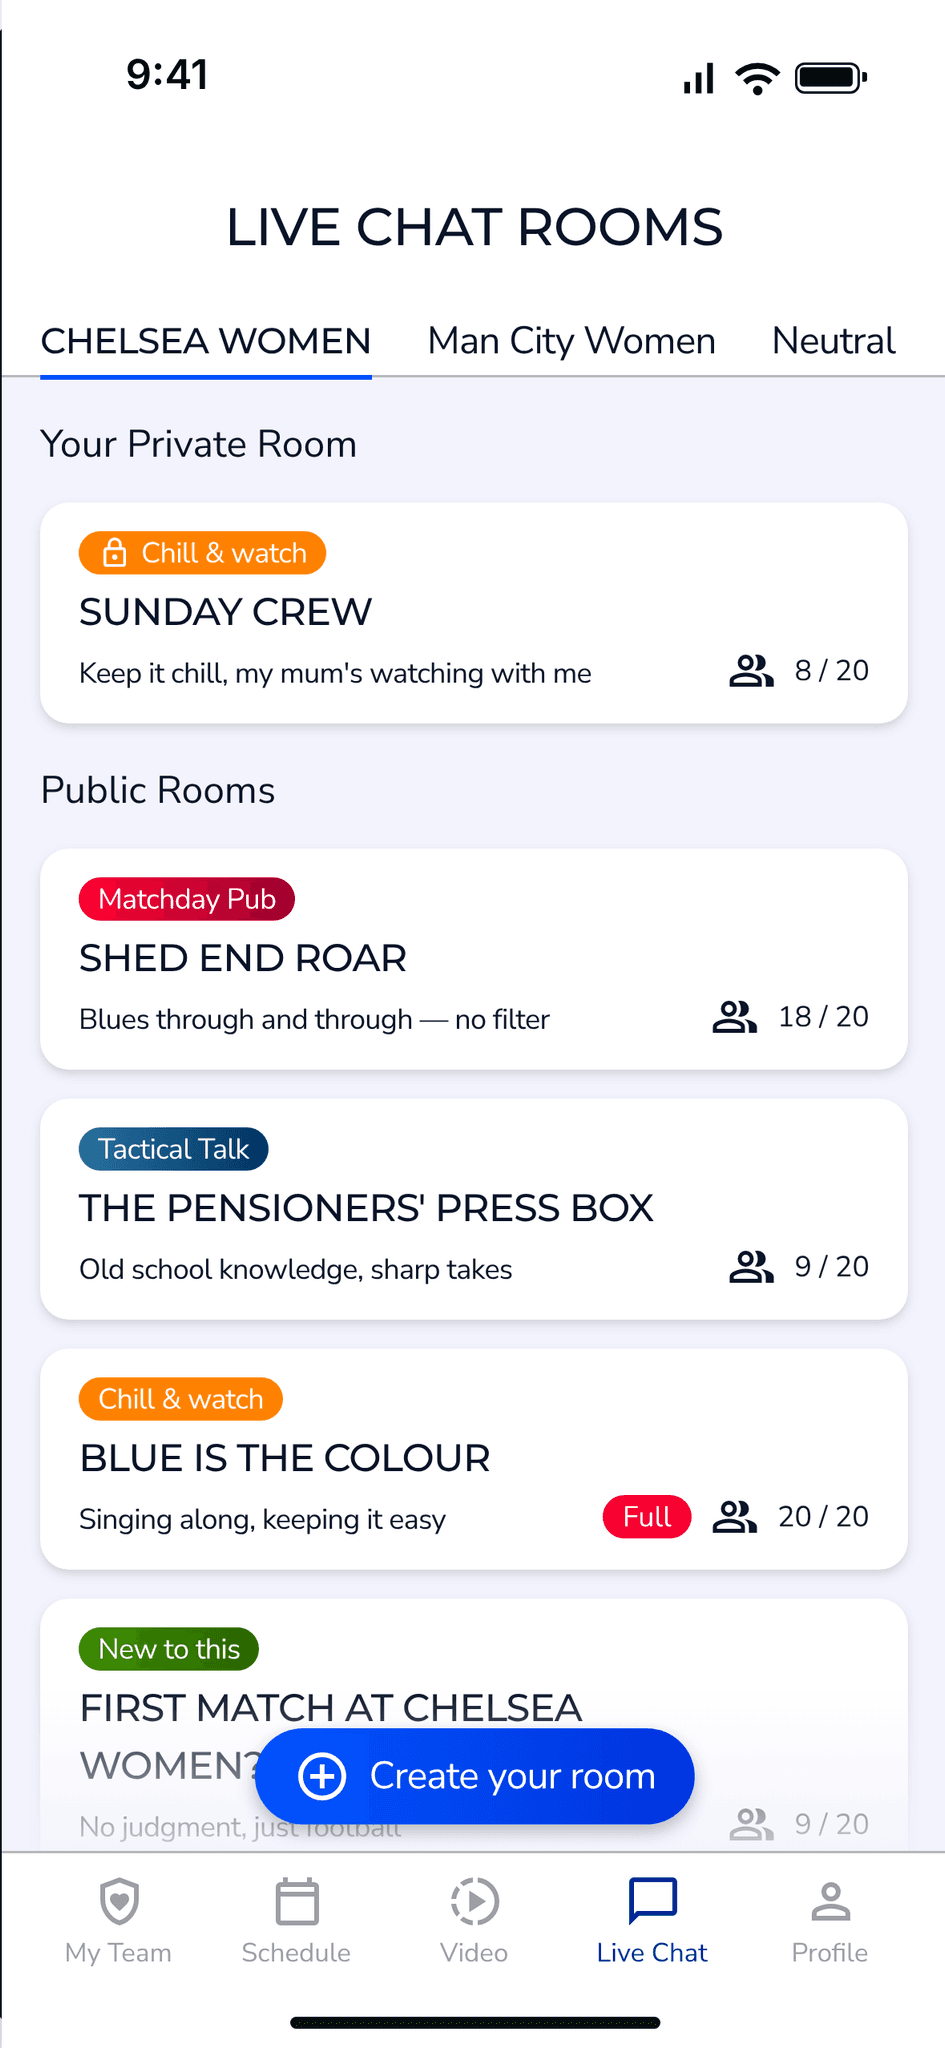 9:41
LIVE CHAT ROOMS
CHELSEA WOMEN Man City Women Neutral
Your Private Room
Chill & watch
SUNDAY CREW
Keep it chill, my mum's watching with me 8 / 20
Public Rooms
Matchday Pub
SHED END ROAR
Blues through and through — no filter 18 / 20
Tactical Talk
THE PENSIONERS' PRESS BOX
Old school knowledge, sharp takes 9 / 20
Chill & watch
BLUE IS THE COLOUR
Singing along, keeping it easy Full 20 / 20
New to this
FIRST MATCH AT CHELSEA
WOMEN?
Create your room
No judgment, just football 9 / 20
My Team Schedule Video Live Chat Profile